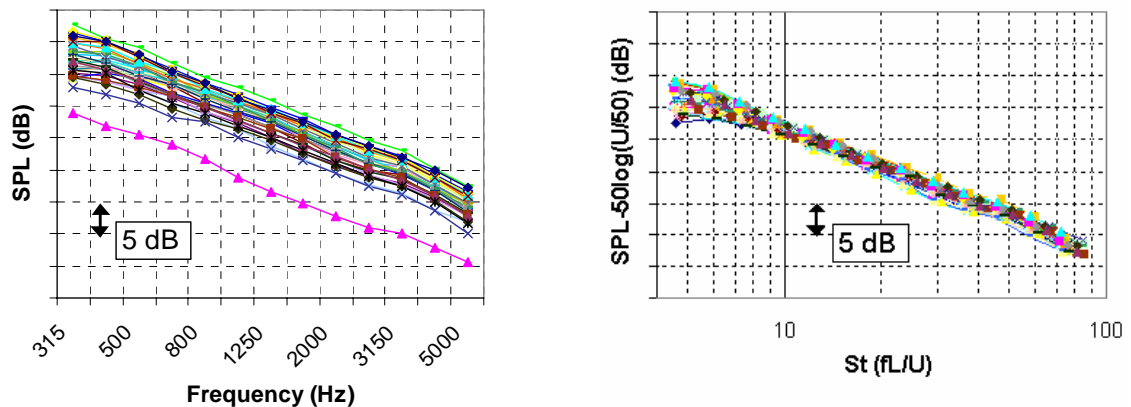 SPL (dB)
5 dB
315
500
800
1250
2000
3150
5000
Frequency (Hz)
SPL-50log(U/50) (dB)
5 dB
10
100
St (fL/U)